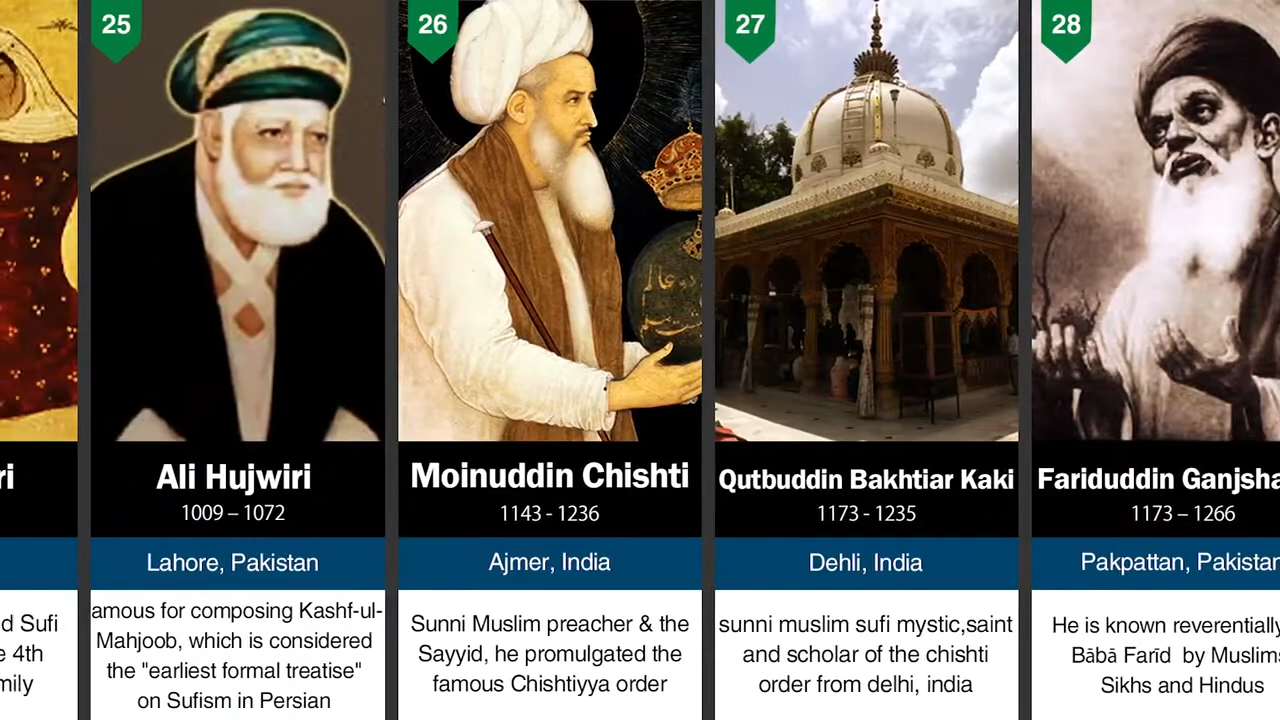 25
26
27
28
ri
d Sufi
e 4th
mily
Ali Hujwiri
1009 – 1072
Lahore, Pakistan
amous for composing Kashf-ul-
Mahjoob, which is considered
the "earliest formal treatise"
on Sufism in Persian
Moinuddin Chishti
1143 - 1236
Ajmer, India
Sunni Muslim preacher & the
Sayyid, he promulgated the
famous Chishtiyya order
Qutbuddin Bakhtiar Kaki
1173 - 1235
Dehli, India
sunni muslim sufi mystic,saint
and scholar of the chishti
order from delhi, india
Fariduddin Ganjsha
1173 – 1266
Pakpattan, Pakistan
He is known reverentially
Bābā Farīd by Muslims
Sikhs and Hindus